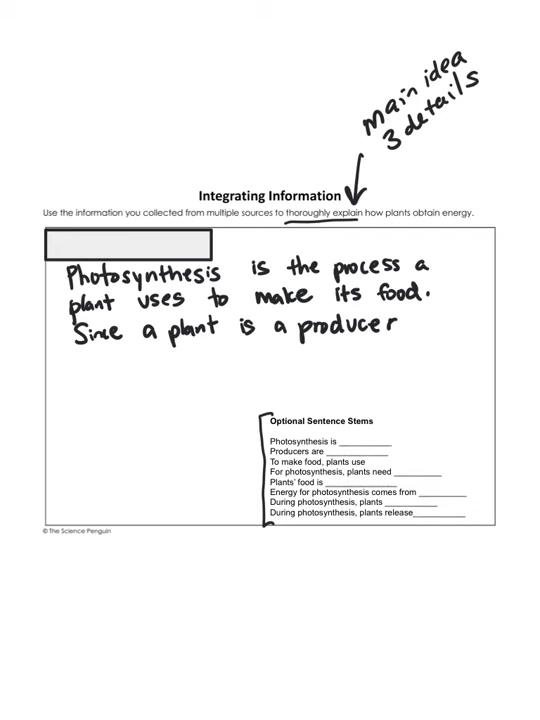 main idea
3 details
Integrating Information
Use the information you collected from multiple sources to thoroughly explain how plants obtain energy.
Photosynthesis is the process a
plant uses to make its food.
Since a plant is a producer
Optional Sentence Stems
Photosynthesis is ___________
Producers are _____________
To make food, plants use
For photosynthesis, plants need __________
Plants' food is _______________
Energy for photosynthesis comes from __________
During photosynthesis, plants ___________
During photosynthesis, plants release___________
© The Science Penguin